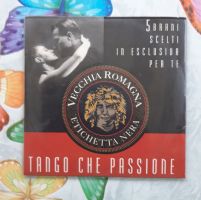 5 BRANI
SCELTI
IN ESCLUSIVA
PER TE
VECCHIA ROMAGNA
ETICHETTA NERA
TANGO CHE PASSIONE